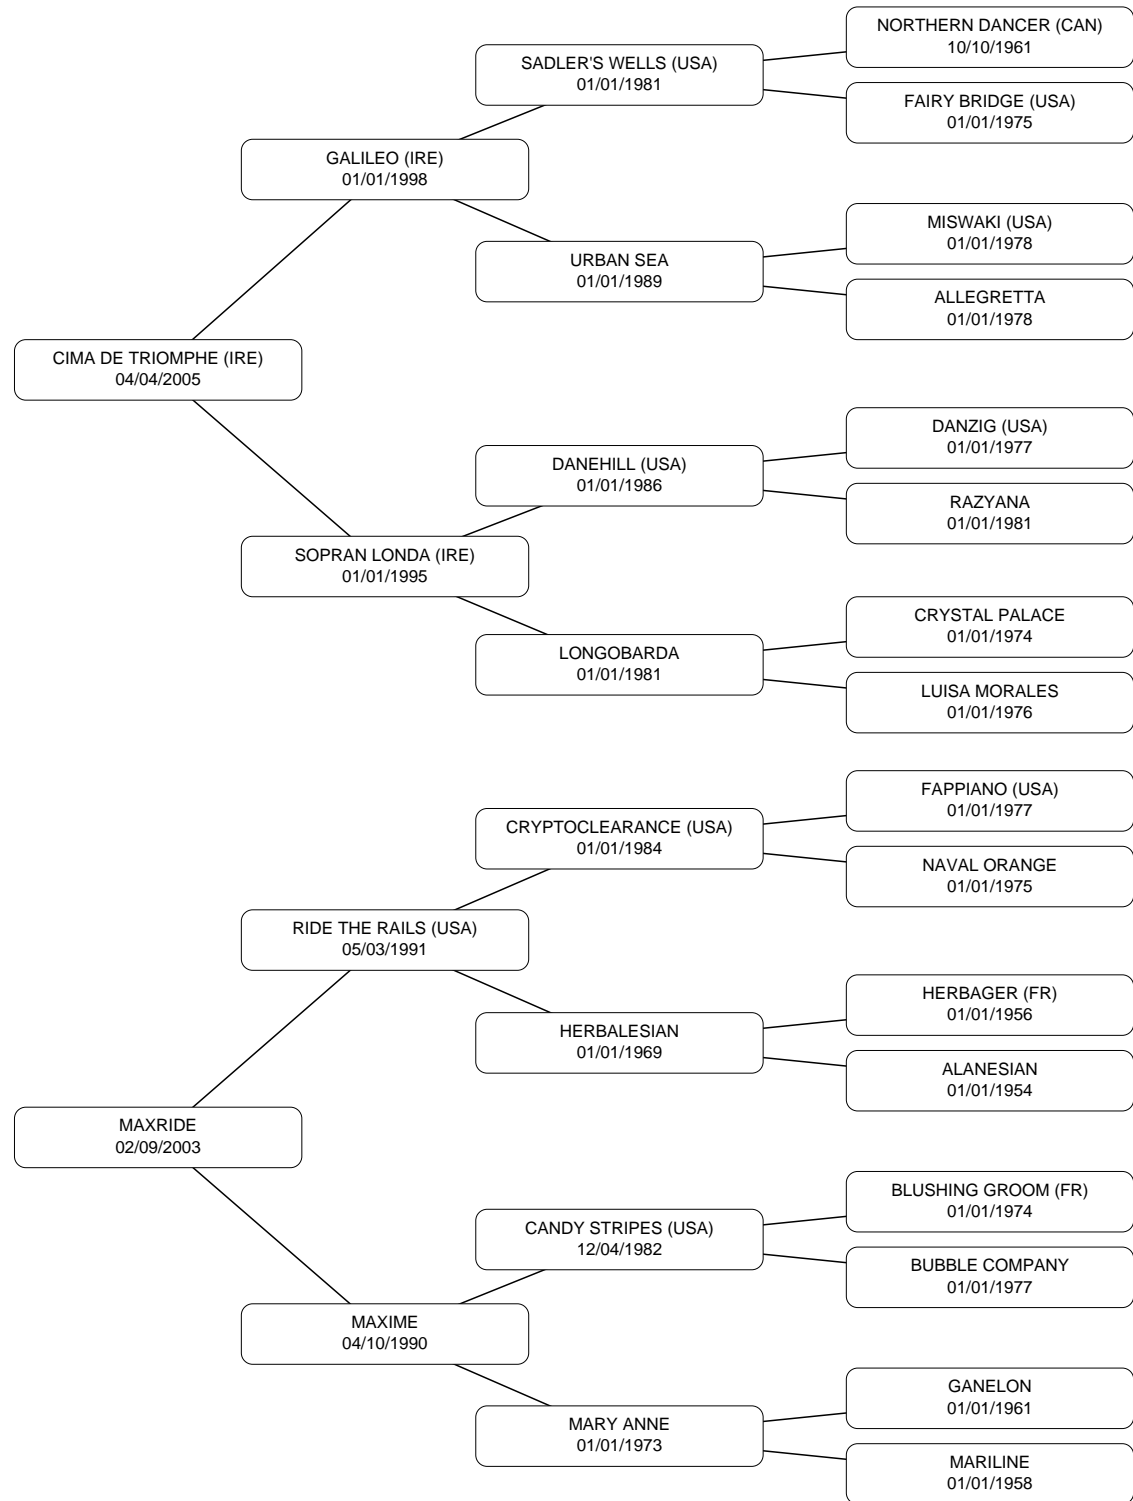 NORTHERN DANCER (CAN)
10/10/1961
SADLER'S WELLS (USA)
01/01/1981
FAIRY BRIDGE (USA)
01/01/1975
GALILEO (IRE)
01/01/1998
MISWAKI (USA)
01/01/1978
URBAN SEA
01/01/1989
ALLEGRETTA
01/01/1978
CIMA DE TRIOMPHE (IRE)
04/04/2005
DANZIG (USA)
01/01/1977
DANEHILL (USA)
01/01/1986
RAZYANA
01/01/1981
SOPRAN LONDA (IRE)
01/01/1995
CRYSTAL PALACE
01/01/1974
LONGOBARDA
01/01/1981
LUISA MORALES
01/01/1976
FAPPIANO (USA)
01/01/1977
CRYPTOCLEARANCE (USA)
01/01/1984
NAVAL ORANGE
01/01/1975
RIDE THE RAILS (USA)
05/03/1991
HERBAGER (FR)
01/01/1956
HERBALESIAN
01/01/1969
ALANESIAN
01/01/1954
MAXRIDE
02/09/2003
BLUSHING GROOM (FR)
01/01/1974
CANDY STRIPES (USA)
12/04/1982
BUBBLE COMPANY
01/01/1977
MAXIME
04/10/1990
GANELON
01/01/1961
MARY ANNE
01/01/1973
MARILINE
01/01/1958